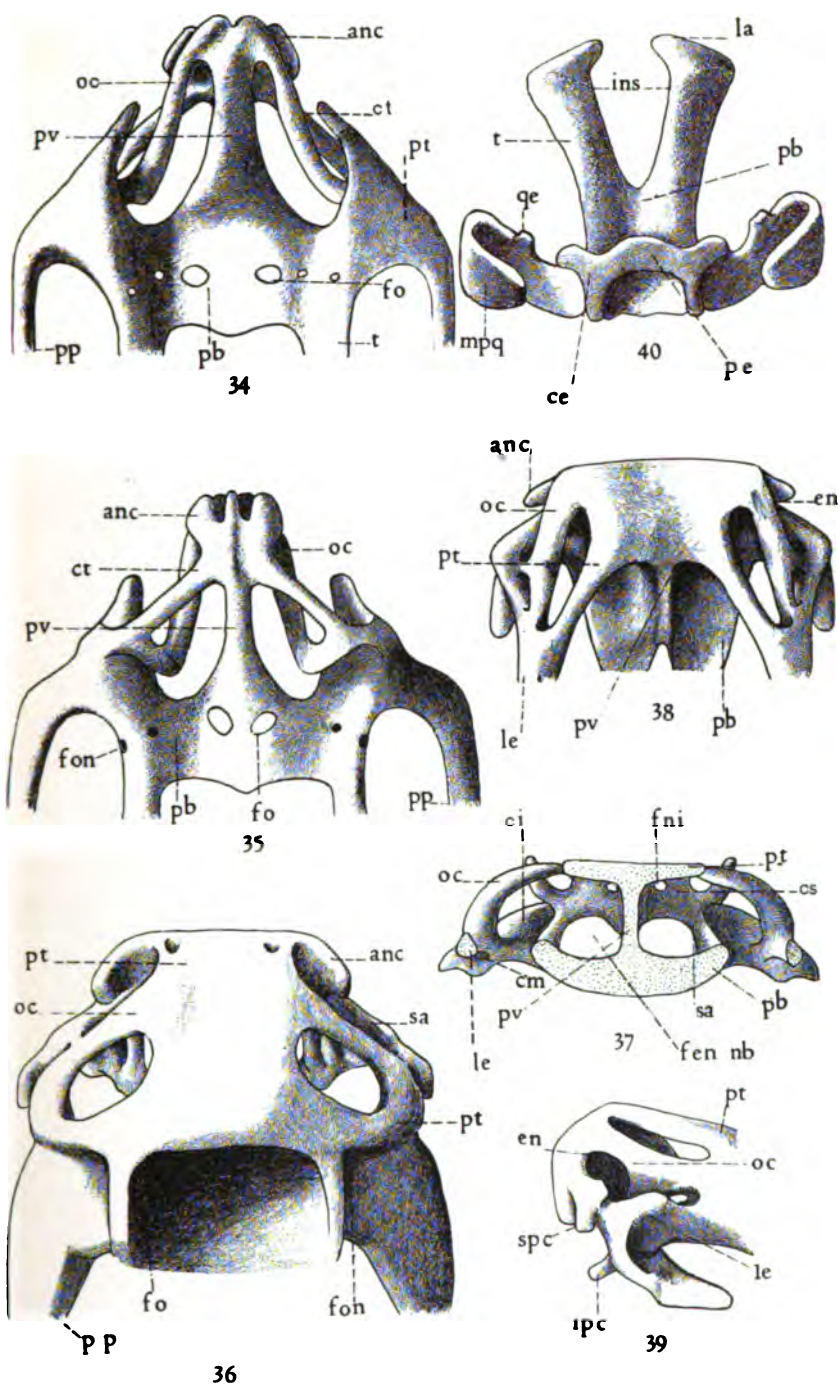 anc
oc
ct
pv
pt
fo
pb
t
pp
34
la
ins
t
pb
qe
mpq
40
pe
ce
anc
oc
ct
pv
fon
pb
fo
pp
35
anc
en
oc
pt
le
pv
38
pb
ci
fni
pt
oc
cs
cm
pv
sa
pb
37
le
fen nb
pt
anc
oc
sa
pt
fo
fon
pp
36
pt
en
oc
spc
le
ipc
39